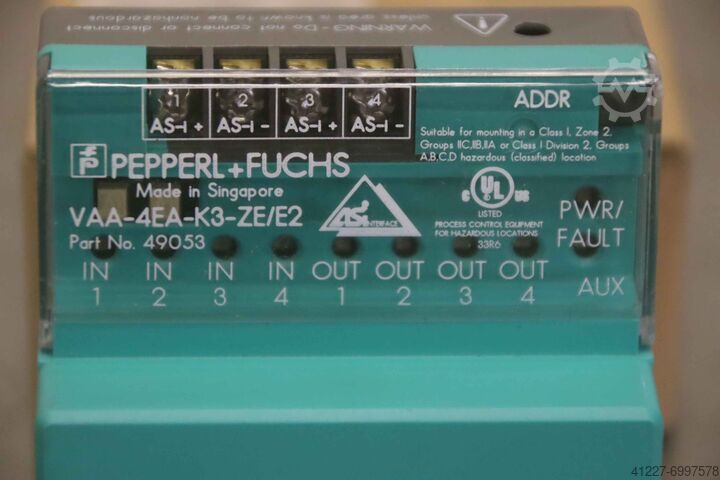 WARNING - Do not connect or disconnect
unless area is known to be nonhazardous
1 2 3 4
AS-i + AS-i - AS-i + AS-i -
ADDR
Suitable for mounting in a Class I, Zone 2,
Groups IIC,IIB,IIA or Class I Division 2, Groups
A,B,C,D hazardous (classified) location
PEPPERL+FUCHS
Made in Singapore
VAA-4EA-K3-ZE/E2
Part No. 49053
ASi
INTERFACE
C UL US
LISTED
PROCESS CONTROL EQUIPMENT
FOR HAZARDOUS LOCATIONS
33R6
PWR/
FAULT
IN IN IN IN OUT OUT OUT OUT
1 2 3 4 1 2 3 4
AUX
41227-6997578